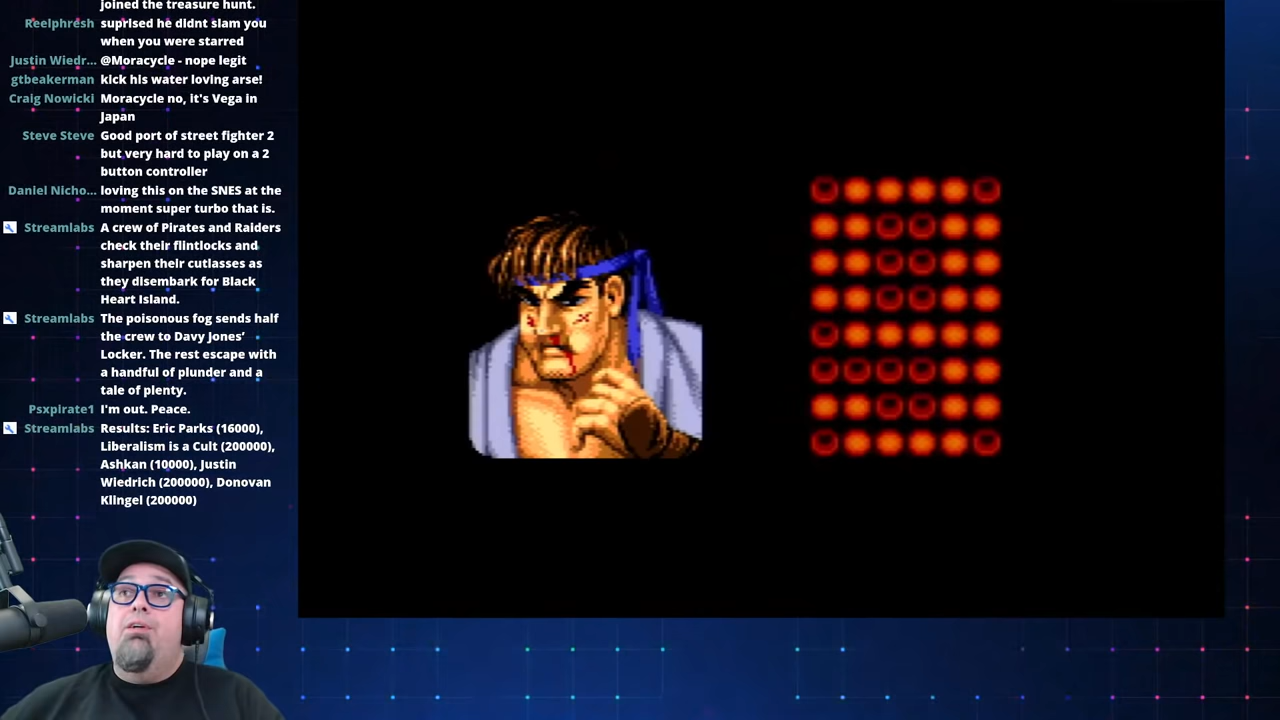 joined the treasure hunt.
Reelphresh suprised he didnt slam you
when you were starred
Justin Wiedr... @Moracycle - nope legit
gtbeakerman kick his water loving arse!
Craig Nowicki Moracycle no, it's Vega in
Japan
Steve Steve Good port of street fighter 2
but very hard to play on a 2
button controller
Daniel Nicho... loving this on the SNES at the
moment super turbo that is.
Streamlabs A crew of Pirates and Raiders
check their flintlocks and
sharpen their cutlasses as
they disembark for Black
Heart Island.
Streamlabs The poisonous fog sends half
the crew to Davy Jones’
Locker. The rest escape with
a handful of plunder and a
tale of plenty.
Psxpirate1 I'm out. Peace.
Streamlabs Results: Eric Parks (16000),
Liberalism is a Cult (200000),
Ashkan (10000), Justin
Wiedrich (200000), Donovan
Klingel (200000)
9